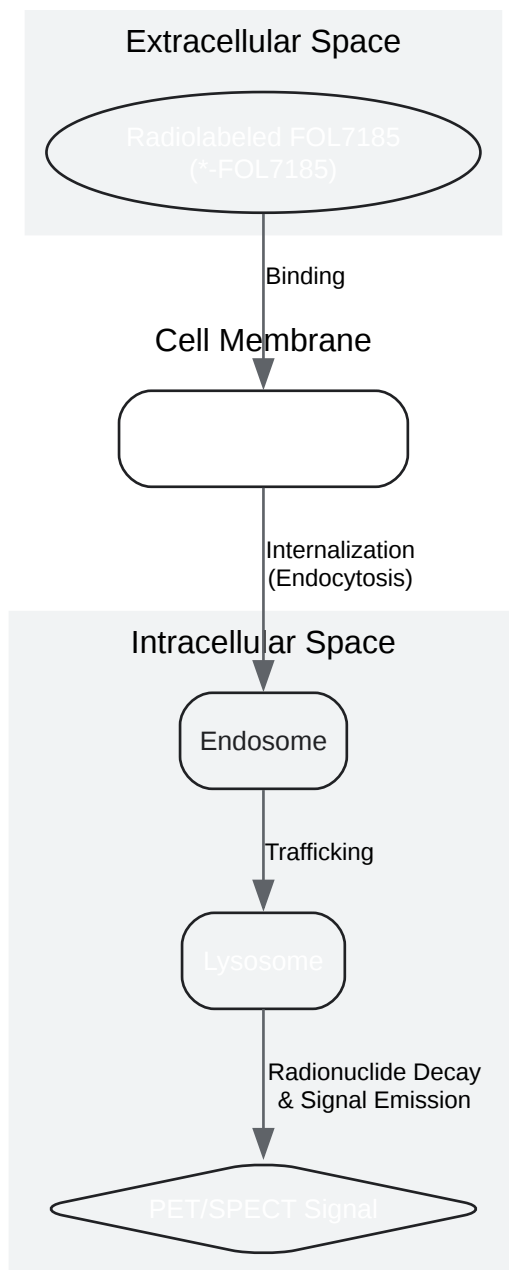 Extracellular Space
Radiolabeled FOL7185
(*-FOL7185)
Binding
Cell Membrane
Internalization
(Endocytosis)
Intracellular Space
Endosome
Trafficking
Lysosome
Radionuclide Decay
& Signal Emission
PET/SPECT Signal